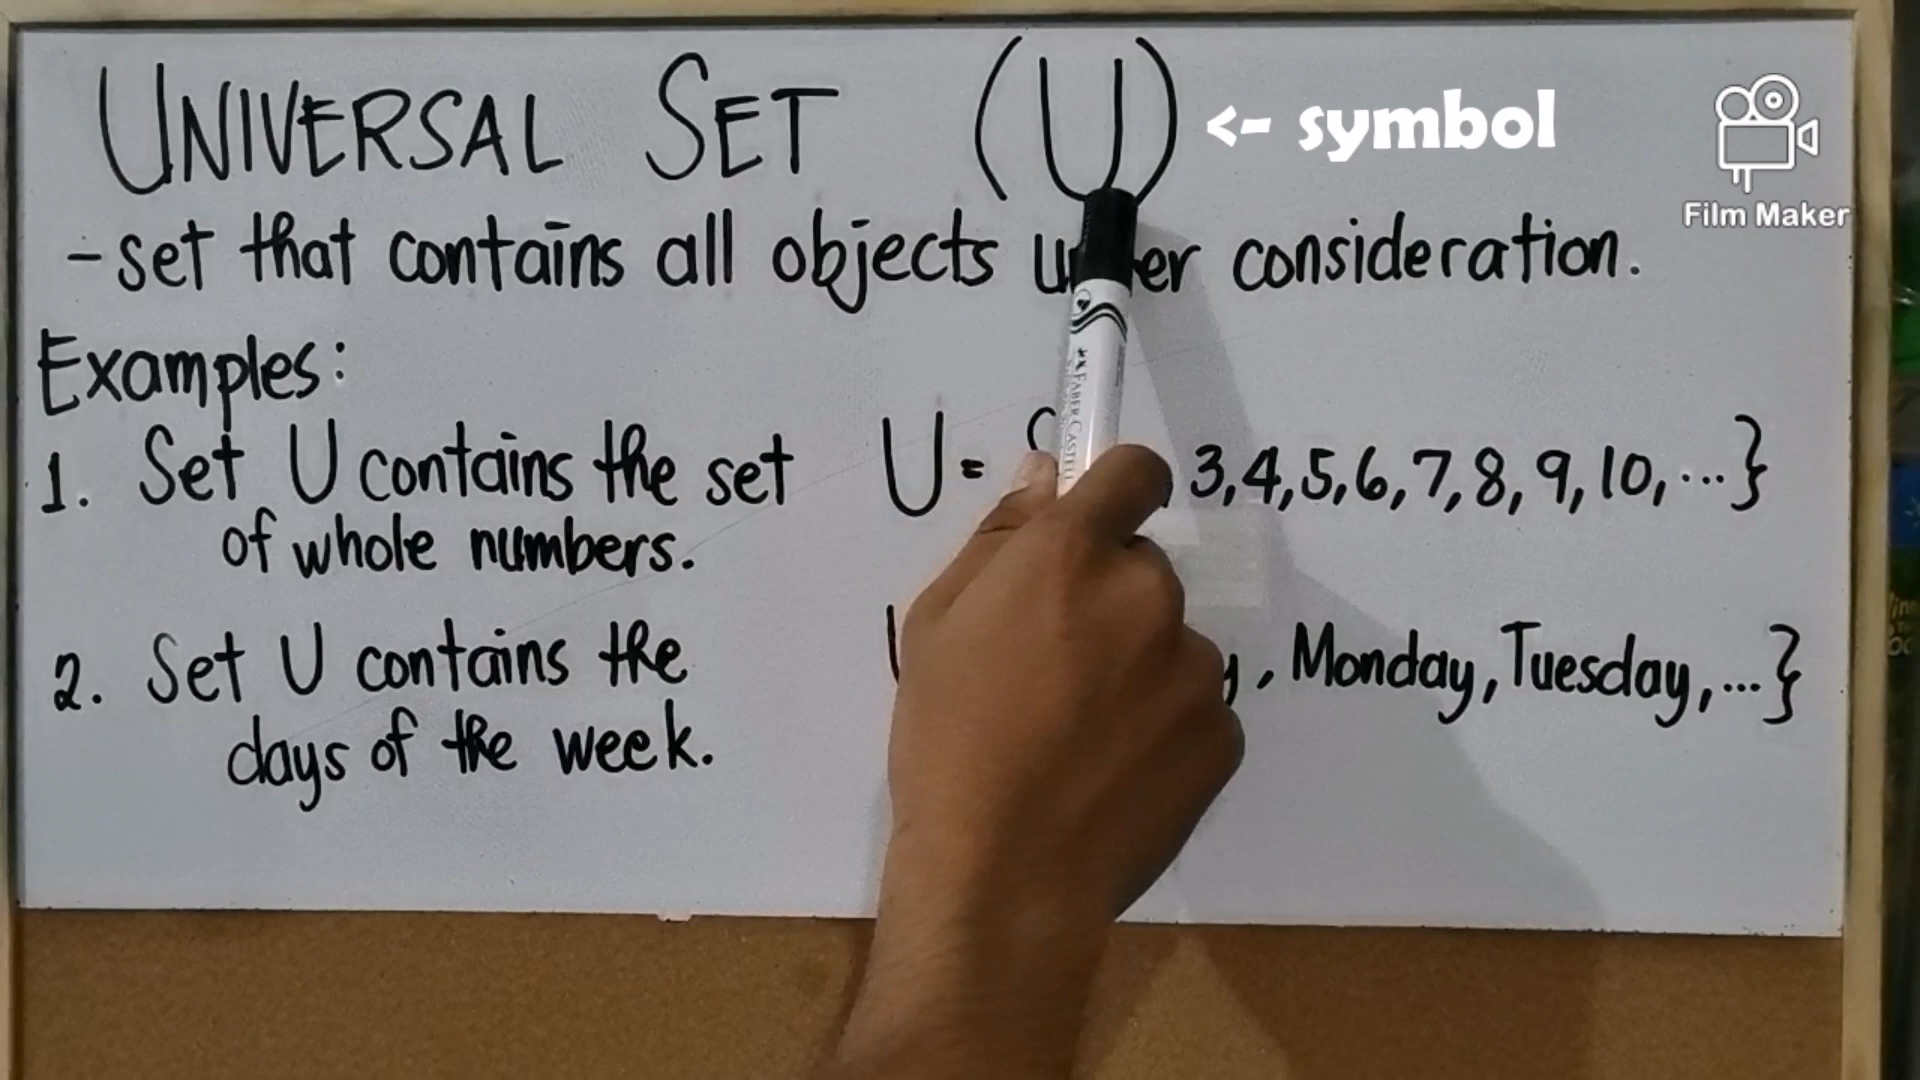 UNIVERSAL SET (U) <- symbol
Film Maker
- set that contains all objects consideration.
Examples:
1. Set U contains the set U = 3,4,5,6,7,8,9,10,...}
of whole numbers.
2. Set U contains the , Monday, Tuesday,...}
days of the week.
FABER CASTELL